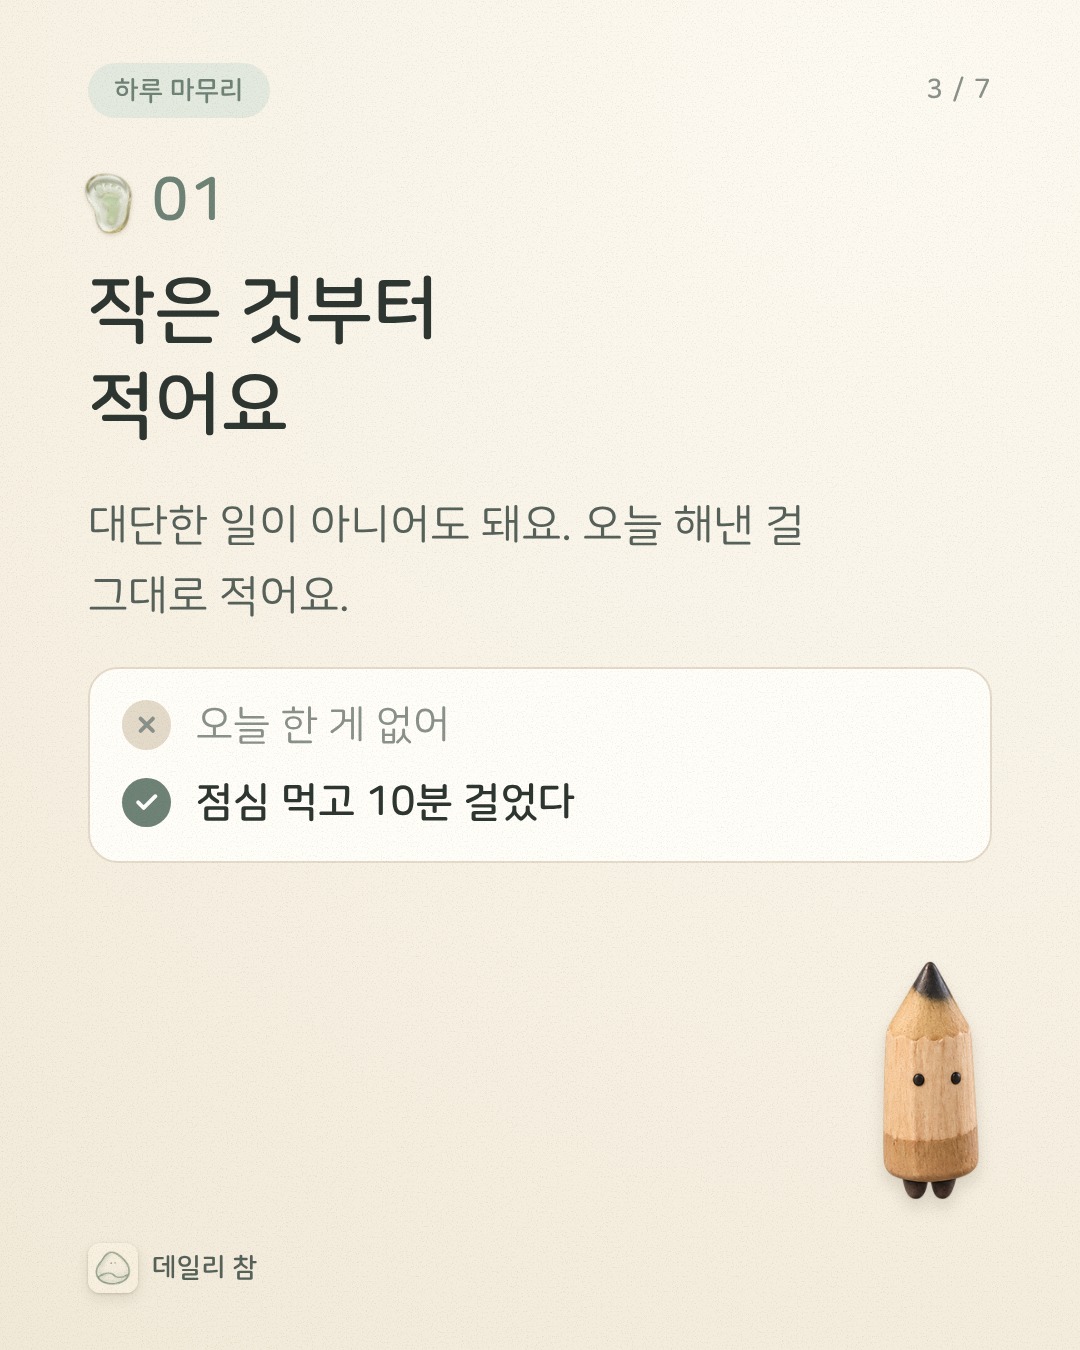 하루 마무리
3 / 7
01
작은 것부터
적어요
대단한 일이 아니어도 돼요. 오늘 해낸 걸
그대로 적어요.
오늘 한 게 없어
점심 먹고 10분 걸었다
데일리 참